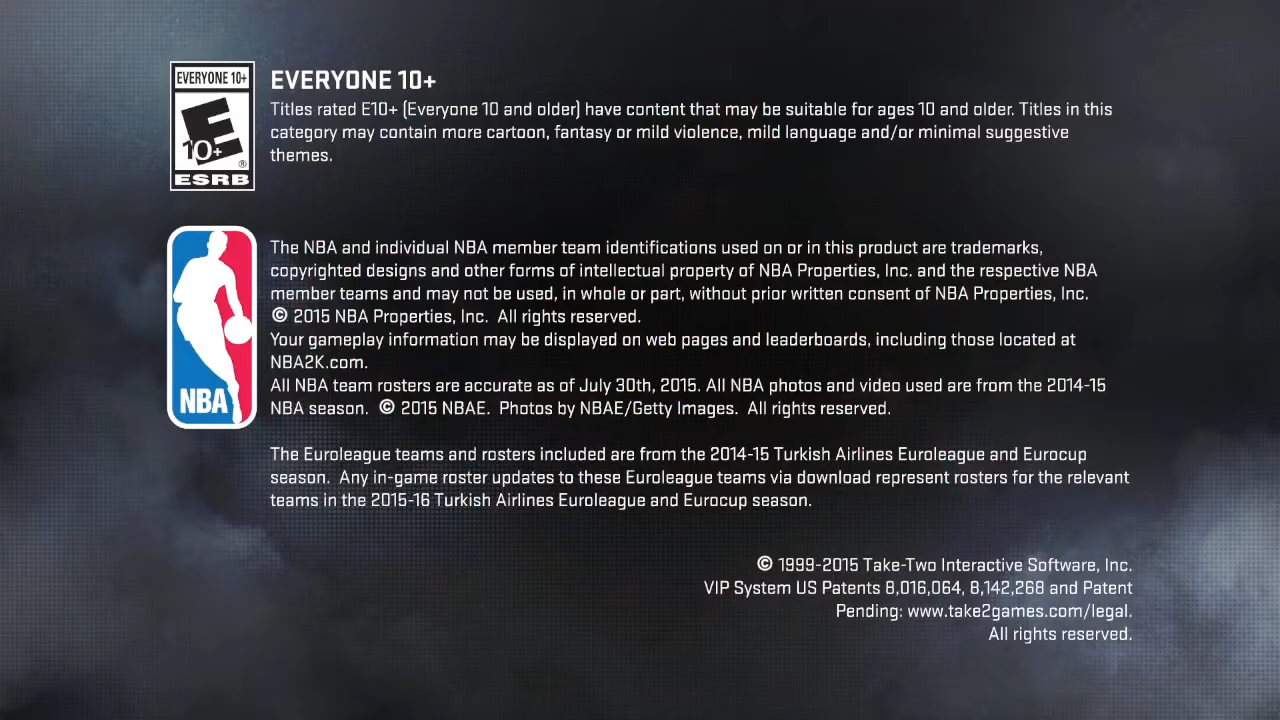 EVERYONE 10+
E
10+
®
ESRB
EVERYONE 10+
Titles rated E10+ (Everyone 10 and older) have content that may be suitable for ages 10 and older. Titles in this
category may contain more cartoon, fantasy or mild violence, mild language and/or minimal suggestive
themes.
The NBA and individual NBA member team identifications used on or in this product are trademarks,
copyrighted designs and other forms of intellectual property of NBA Properties, Inc. and the respective NBA
member teams and may not be used, in whole or part, without prior written consent of NBA Properties, Inc.
© 2015 NBA Properties, Inc. All rights reserved.
Your gameplay information may be displayed on web pages and leaderboards, including those located at
NBA2K.com.
All NBA team rosters are accurate as of July 30th, 2015. All NBA photos and video used are from the 2014-15
NBA season. © 2015 NBAE. Photos by NBAE/Getty Images. All rights reserved.
NBA
The Euroleague teams and rosters included are from the 2014-15 Turkish Airlines Euroleague and Eurocup
season. Any in-game roster updates to these Euroleague teams via download represent rosters for the relevant
teams in the 2015-16 Turkish Airlines Euroleague and Eurocup season.
© 1999-2015 Take-Two Interactive Software, Inc.
VIP System US Patents 8,016,064, 8,142,268 and Patent
Pending: www.take2games.com/legal.
All rights reserved.